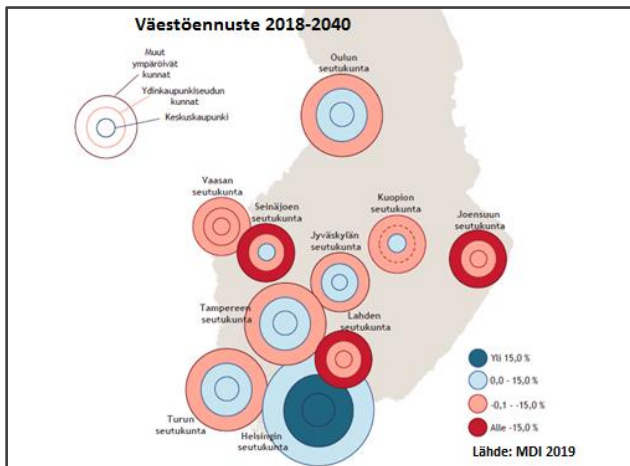 Väestöennuste 2018-2040
Muut
ympäröivät
kunnat
Ydinkaupunkiseudun
kunnat
Keskuskaupunki
Oulun
seutukunta
Vaasan
seutukunta
Seinäjoen
seutukunta
Kuopion
seutukunta
Joensuun
seutukunta
Jyväskylän
seutukunta
Tampereen
seutukunta
Lahden
seutukunta
Turun
seutukunta
Helsingin
seutukunta
Yli 15,0 %
0,0 - 15,0 %
-0,1 - -15,0 %
Alle -15,0 %
Lähde: MDI 2019